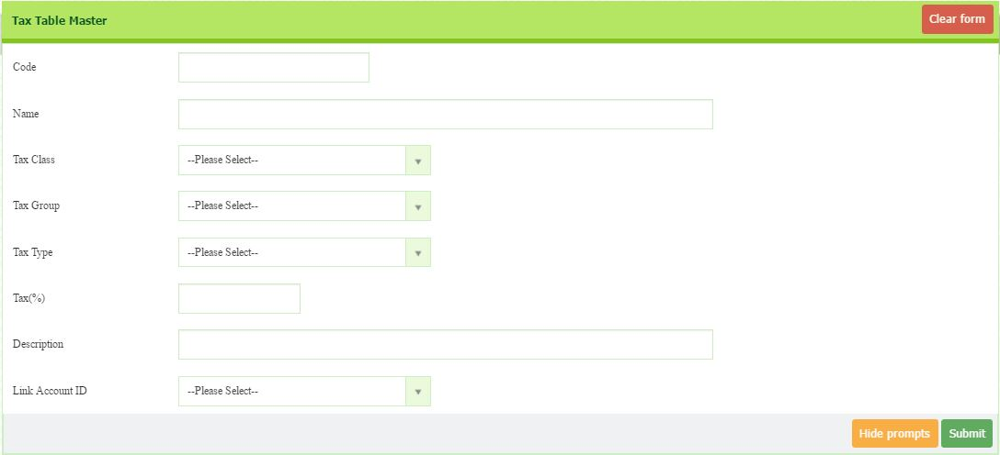 Tax Table Master Clear form
Code
Name
Tax Class --Please Select--
Tax Group --Please Select--
Tax Type --Please Select--
Tax(%)
Description
Link Account ID --Please Select--
Hide prompts Submit